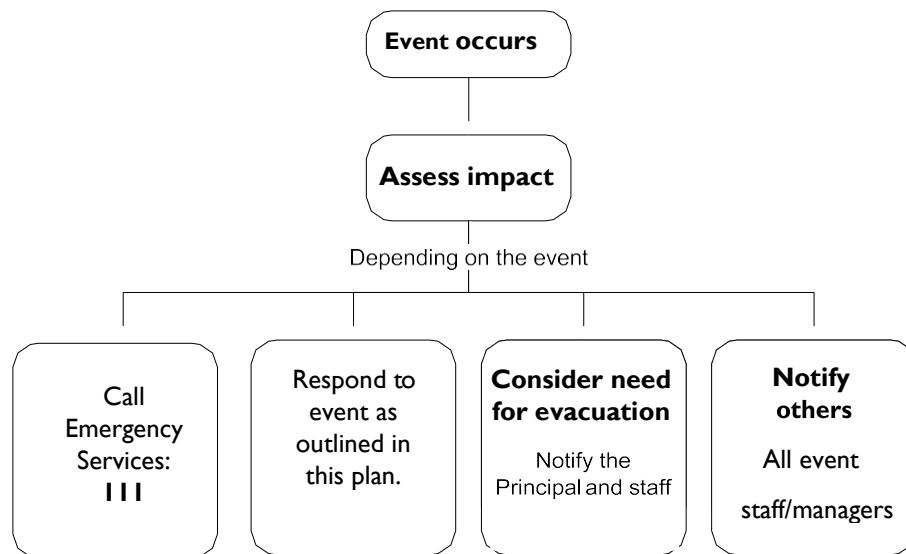 Event occurs
Assess impact
Depending on the event
Call
Emergency
Services:
111
Respond to
event as
outlined in
this plan.
Consider need
for evacuation
Notify the
Principal and staff
Notify
others
All event
staff/managers